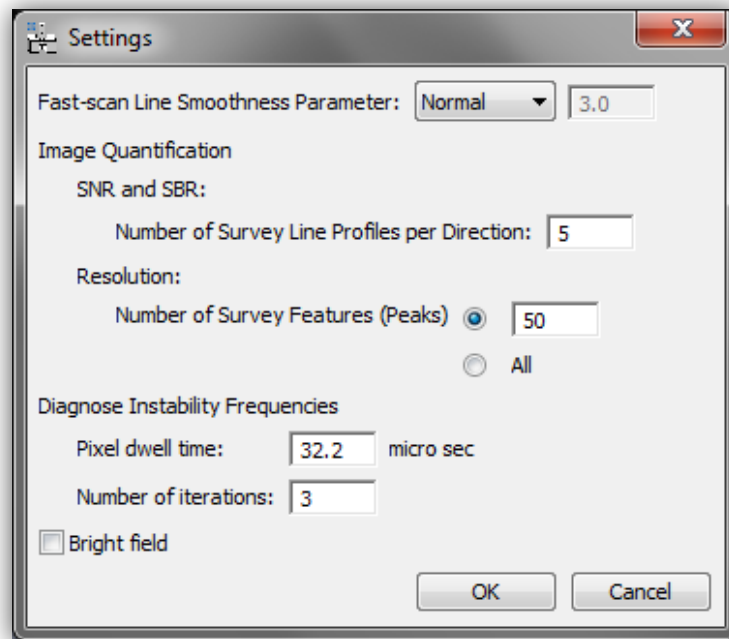 Settings
Fast-scan Line Smoothness Parameter: Normal 3.0
Image Quantification
SNR and SBR:
Number of Survey Line Profiles per Direction: 5
Resolution:
Number of Survey Features (Peaks) 50
All
Diagnose Instability Frequencies
Pixel dwell time: 32.2 micro sec
Number of iterations: 3
Bright field
OK Cancel